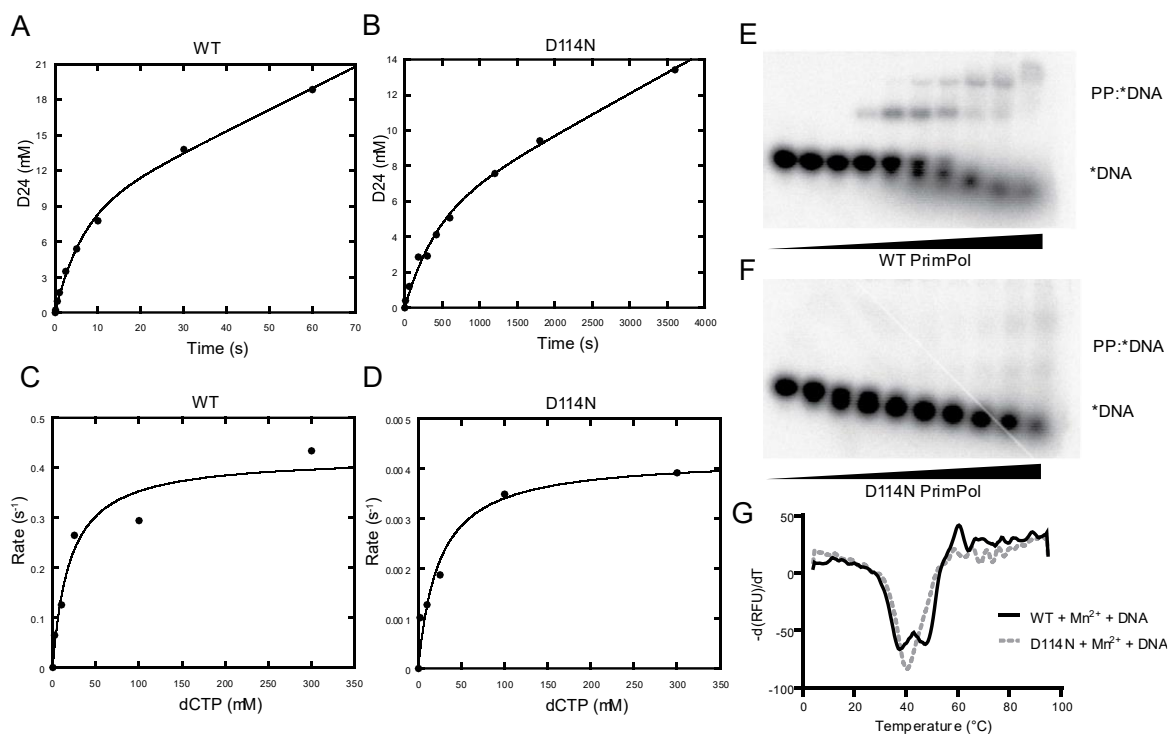 A
WT
21
18
15
12
9
6
3
0
D24 (mM)
0 10 20 30 40 50 60 70
Time (s)
B
D114N
14
12
10
8
6
4
2
0
D24 (mM)
0 500 1000 1500 2000 2500 3000 3500 4000
Time (s)
C
WT
0.5
0.4
0.3
0.2
0.1
0
Rate (s⁻¹)
0 50 100 150 200 250 300 350
dCTP (mM)
D
D114N
0.005
0.004
0.003
0.002
0.001
0
Rate (s⁻¹)
0 50 100 150 200 250 300 350
dCTP (mM)
E
PP:*DNA
*DNA
WT PrimPol
F
PP:*DNA
*DNA
D114N PrimPol
G
50
0
-50
-100
-d(RFU)/dT
WT + Mn²⁺ + DNA
D114N + Mn²⁺ + DNA
0 20 40 60 80 100
Temperature (°C)